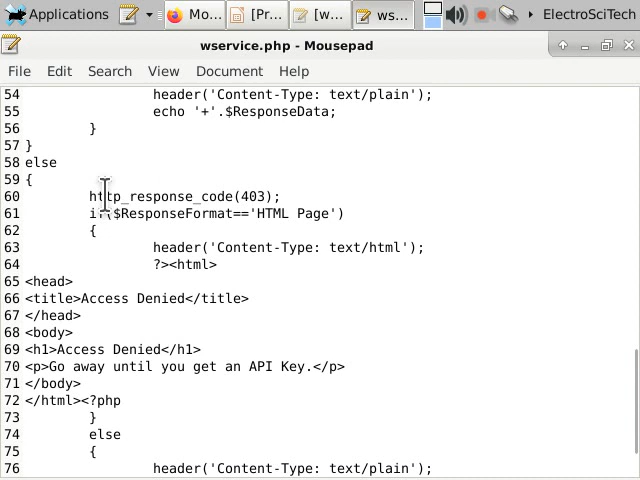 Applications Mo... [Pr... [w... ws... ElectroSciTech
wservice.php - Mousepad
File Edit Search View Document Help
54 header('Content-Type: text/plain');
55 echo '+'.$ResponseData;
56 }
57 }
58 else
59 {
60 http_response_code(403);
61 if($ResponseFormat=='HTML Page')
62 {
63 header('Content-Type: text/html');
64 ?><html>
65 <head>
66 <title>Access Denied</title>
67 </head>
68 <body>
69 <h1>Access Denied</h1>
70 <p>Go away until you get an API Key.</p>
71 </body>
72 </html><?php
73 }
74 else
75 {
76 header('Content-Type: text/plain');